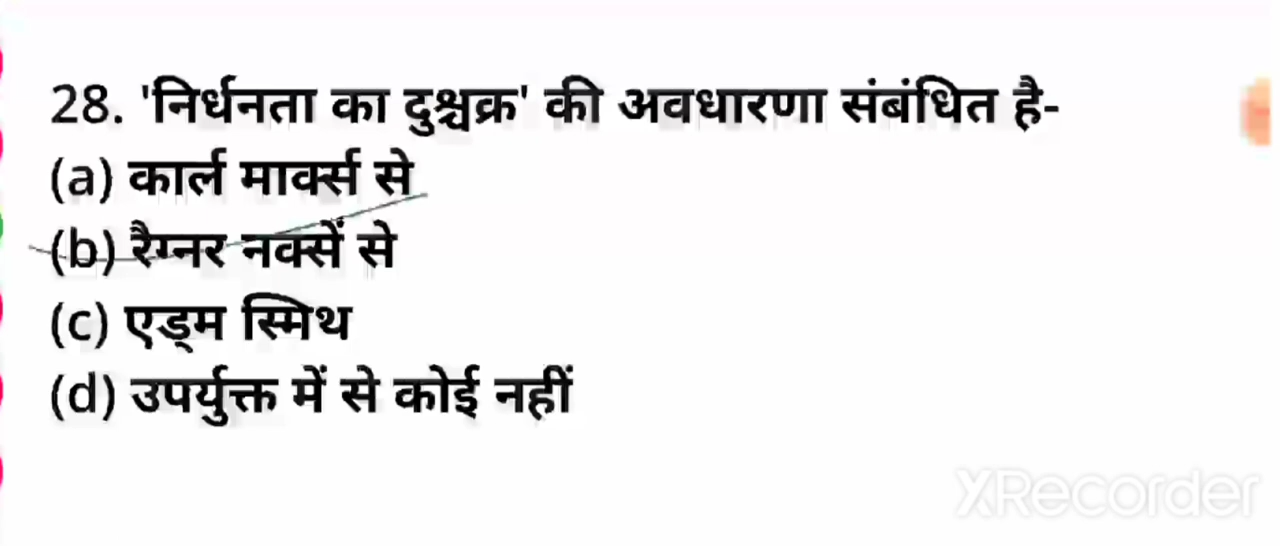 28. 'निर्धनता का दुश्चक्र' की अवधारणा संबंधित है-
(a) कार्ल मार्क्स से
(b) रैग्नर नर्क्से से
(c) एड्म स्मिथ
(d) उपर्युक्त में से कोई नहीं
XRecorder